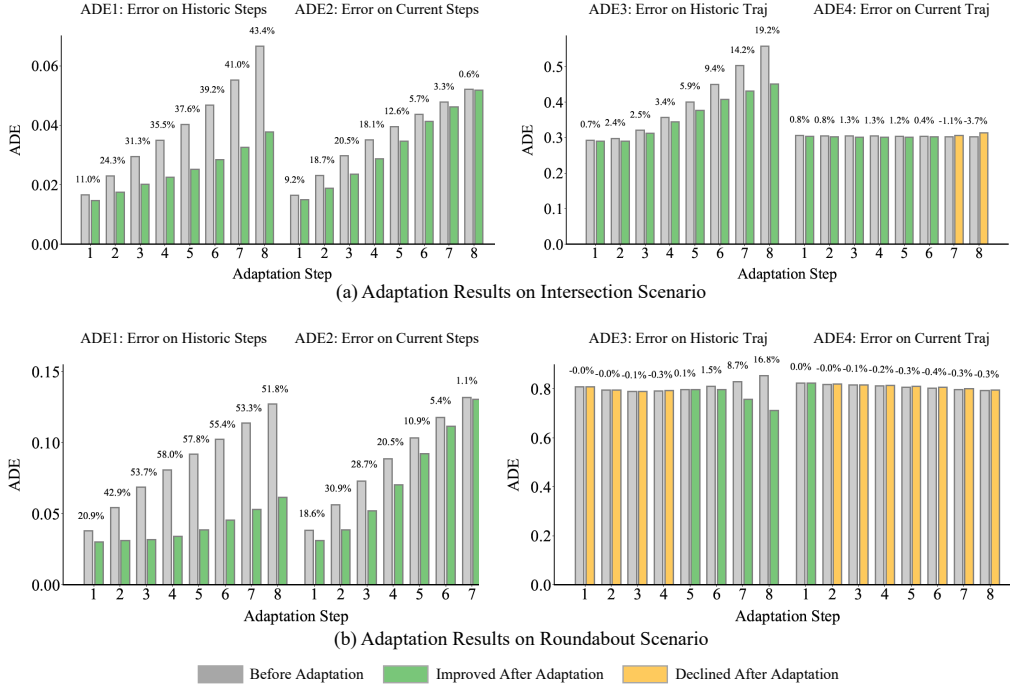 ADE1: Error on Historic Steps
ADE2: Error on Current Steps
ADE
0.06
0.04
0.02
0.00
11.0%
24.3%
31.3%
35.5%
37.6%
39.2%
41.0%
43.4%
9.2%
18.7%
20.5%
18.1%
12.6%
5.7%
3.3%
0.6%
1 2 3 4 5 6 7 8 1 2 3 4 5 6 7 8
Adaptation Step
ADE3: Error on Historic Traj
ADE4: Error on Current Traj
ADE
0.5
0.4
0.3
0.2
0.1
0.0
0.7%
2.4%
2.5%
3.4%
5.9%
9.4%
14.2%
19.2%
0.8% 0.8% 1.3% 1.3% 1.2% 0.4% -1.1% -3.7%
1 2 3 4 5 6 7 8 1 2 3 4 5 6 7 8
Adaptation Step
(a) Adaptation Results on Intersection Scenario
ADE1: Error on Historic Steps
ADE2: Error on Current Steps
ADE
0.15
0.10
0.05
0.00
20.9%
42.9%
53.7%
58.0%
57.8%
55.4%
53.3%
51.8%
18.6%
30.9%
28.7%
20.5%
10.9%
5.4%
1.1%
1 2 3 4 5 6 7 8 1 2 3 4 5 6 7
Adaptation Step
ADE3: Error on Historic Traj
ADE4: Error on Current Traj
ADE
0.8
0.6
0.4
0.2
0.0
-0.0% -0.0% -0.1% -0.3% 0.1% 1.5% 8.7% 16.8%
0.0% -0.0% -0.1% -0.2% -0.3% -0.4% -0.3% -0.3%
1 2 3 4 5 6 7 8 1 2 3 4 5 6 7 8
Adaptation Step
(b) Adaptation Results on Roundabout Scenario
Before Adaptation
Improved After Adaptation
Declined After Adaptation